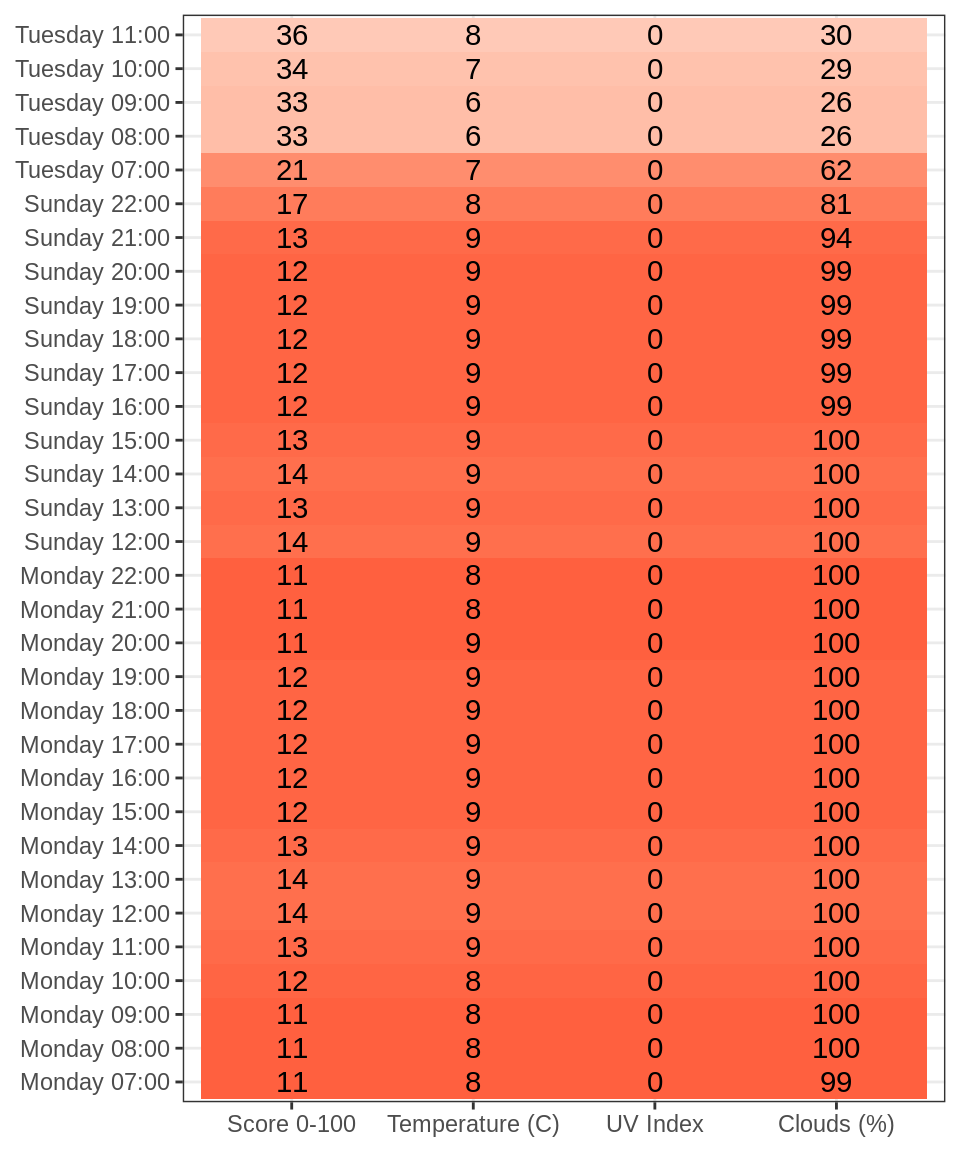 Tuesday 11:00 36 8 0 30
Tuesday 10:00 34 7 0 29
Tuesday 09:00 33 6 0 26
Tuesday 08:00 33 6 0 26
Tuesday 07:00 21 7 0 62
Sunday 22:00 17 8 0 81
Sunday 21:00 13 9 0 94
Sunday 20:00 12 9 0 99
Sunday 19:00 12 9 0 99
Sunday 18:00 12 9 0 99
Sunday 17:00 12 9 0 99
Sunday 16:00 12 9 0 99
Sunday 15:00 13 9 0 100
Sunday 14:00 14 9 0 100
Sunday 13:00 13 9 0 100
Sunday 12:00 14 9 0 100
Monday 22:00 11 8 0 100
Monday 21:00 11 8 0 100
Monday 20:00 11 9 0 100
Monday 19:00 12 9 0 100
Monday 18:00 12 9 0 100
Monday 17:00 12 9 0 100
Monday 16:00 12 9 0 100
Monday 15:00 12 9 0 100
Monday 14:00 13 9 0 100
Monday 13:00 14 9 0 100
Monday 12:00 14 9 0 100
Monday 11:00 13 9 0 100
Monday 10:00 12 8 0 100
Monday 09:00 11 8 0 100
Monday 08:00 11 8 0 100
Monday 07:00 11 8 0 99
Score 0-100 Temperature (C) UV Index Clouds (%)